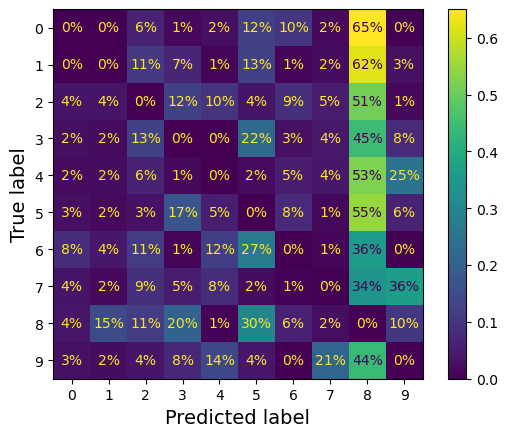 0 0% 0% 6% 1% 2% 12% 10% 2% 65% 0%
1 0% 0% 11% 7% 1% 13% 1% 2% 62% 3%
2 4% 4% 0% 12% 10% 4% 9% 5% 51% 1%
3 2% 2% 13% 0% 0% 22% 3% 4% 45% 8%
4 2% 2% 6% 1% 0% 2% 5% 4% 53% 25%
5 3% 2% 3% 17% 5% 0% 8% 1% 55% 6%
6 8% 4% 11% 1% 12% 27% 0% 1% 36% 0%
7 4% 2% 9% 5% 8% 2% 1% 0% 34% 36%
8 4% 15% 11% 20% 1% 30% 6% 2% 0% 10%
9 3% 2% 4% 8% 14% 4% 0% 21% 44% 0%
0 1 2 3 4 5 6 7 8 9
Predicted label
True label
0.6
0.5
0.4
0.3
0.2
0.1
0.0